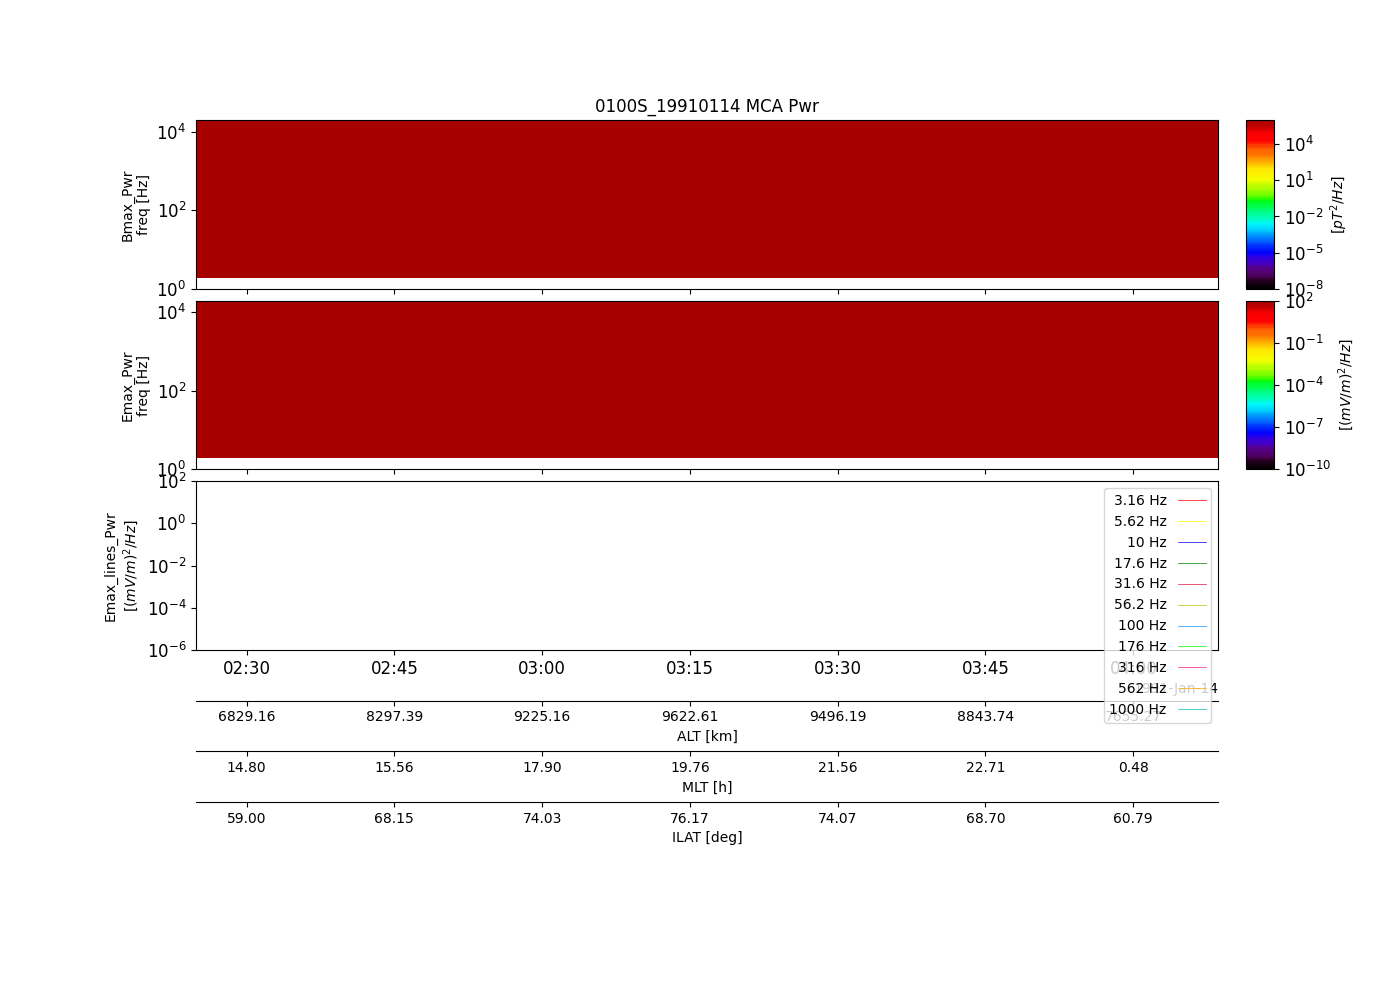 0100S_19910114 MCA Pwr
10^4
10^2
10^0
Bmax_Pwr
freq [Hz]
10^4
10^1
10^-2
10^-5
10^-8
[pT^2/Hz]
10^4
10^2
10^0
Emax_Pwr
freq [Hz]
10^2
10^-1
10^-4
10^-7
10^-10
[(mV/m)^2/Hz]
10^2
10^0
10^-2
10^-4
10^-6
Emax_lines_Pwr
[(mV/m)^2/Hz]
3.16 Hz
5.62 Hz
10 Hz
17.6 Hz
31.6 Hz
56.2 Hz
100 Hz
176 Hz
316 Hz
562 Hz
1000 Hz
02:30 02:45 03:00 03:15 03:30 03:45 04:00
1991-Jan-14
6829.16 8297.39 9225.16 9622.61 9496.19 8843.74 7655.27
ALT [km]
14.80 15.56 17.90 19.76 21.56 22.71 0.48
MLT [h]
59.00 68.15 74.03 76.17 74.07 68.70 60.79
ILAT [deg]